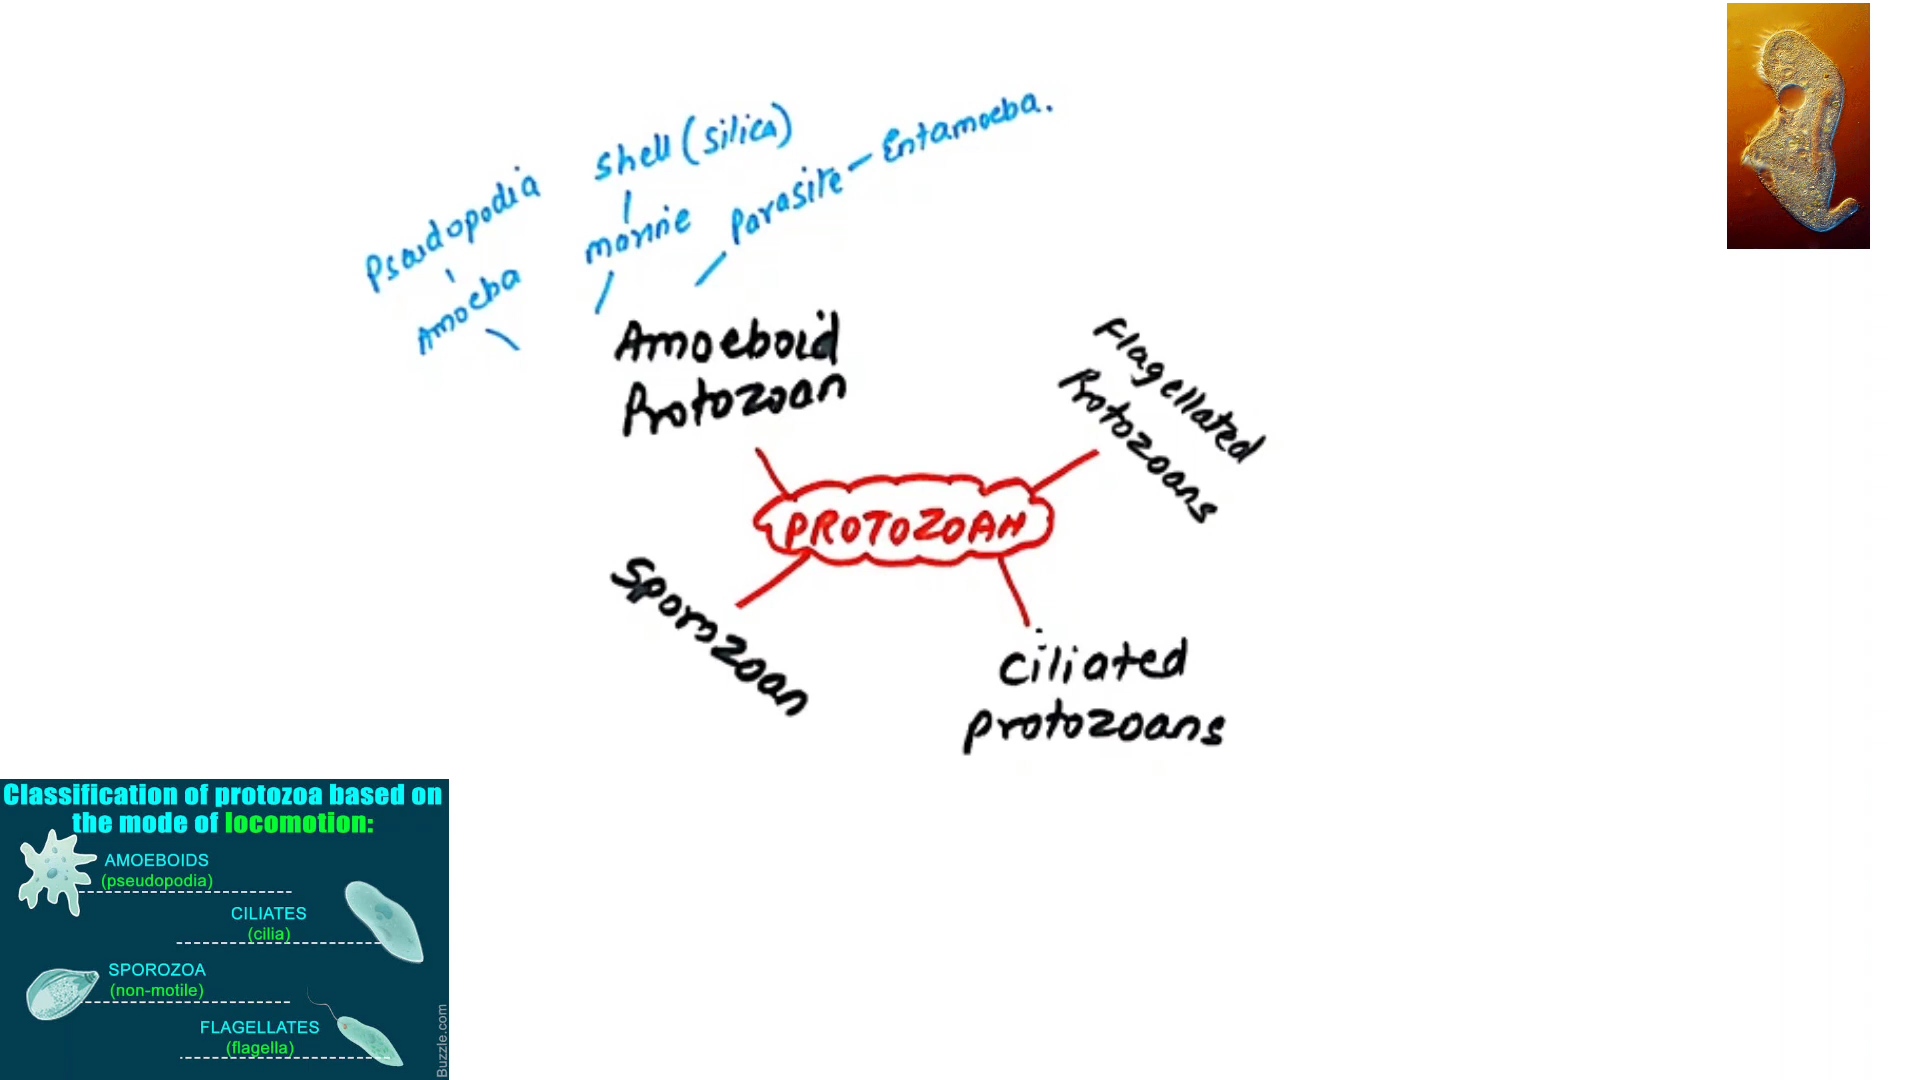 Pseudopodia
Amoeba
Shell (silica)
marine
Parasite - Entamoeba.
Amoeboid
Protozoan
Flagellated
Protozoans
PROTOZOAN
Sporozoan
Ciliated
protozoans
Classification of protozoa based on
the mode of locomotion:
AMOEBOIDS
(pseudopodia)
CILIATES
(cilia)
SPOROZOA
(non-motile)
FLAGELLATES
(flagella)
Buzzle.com